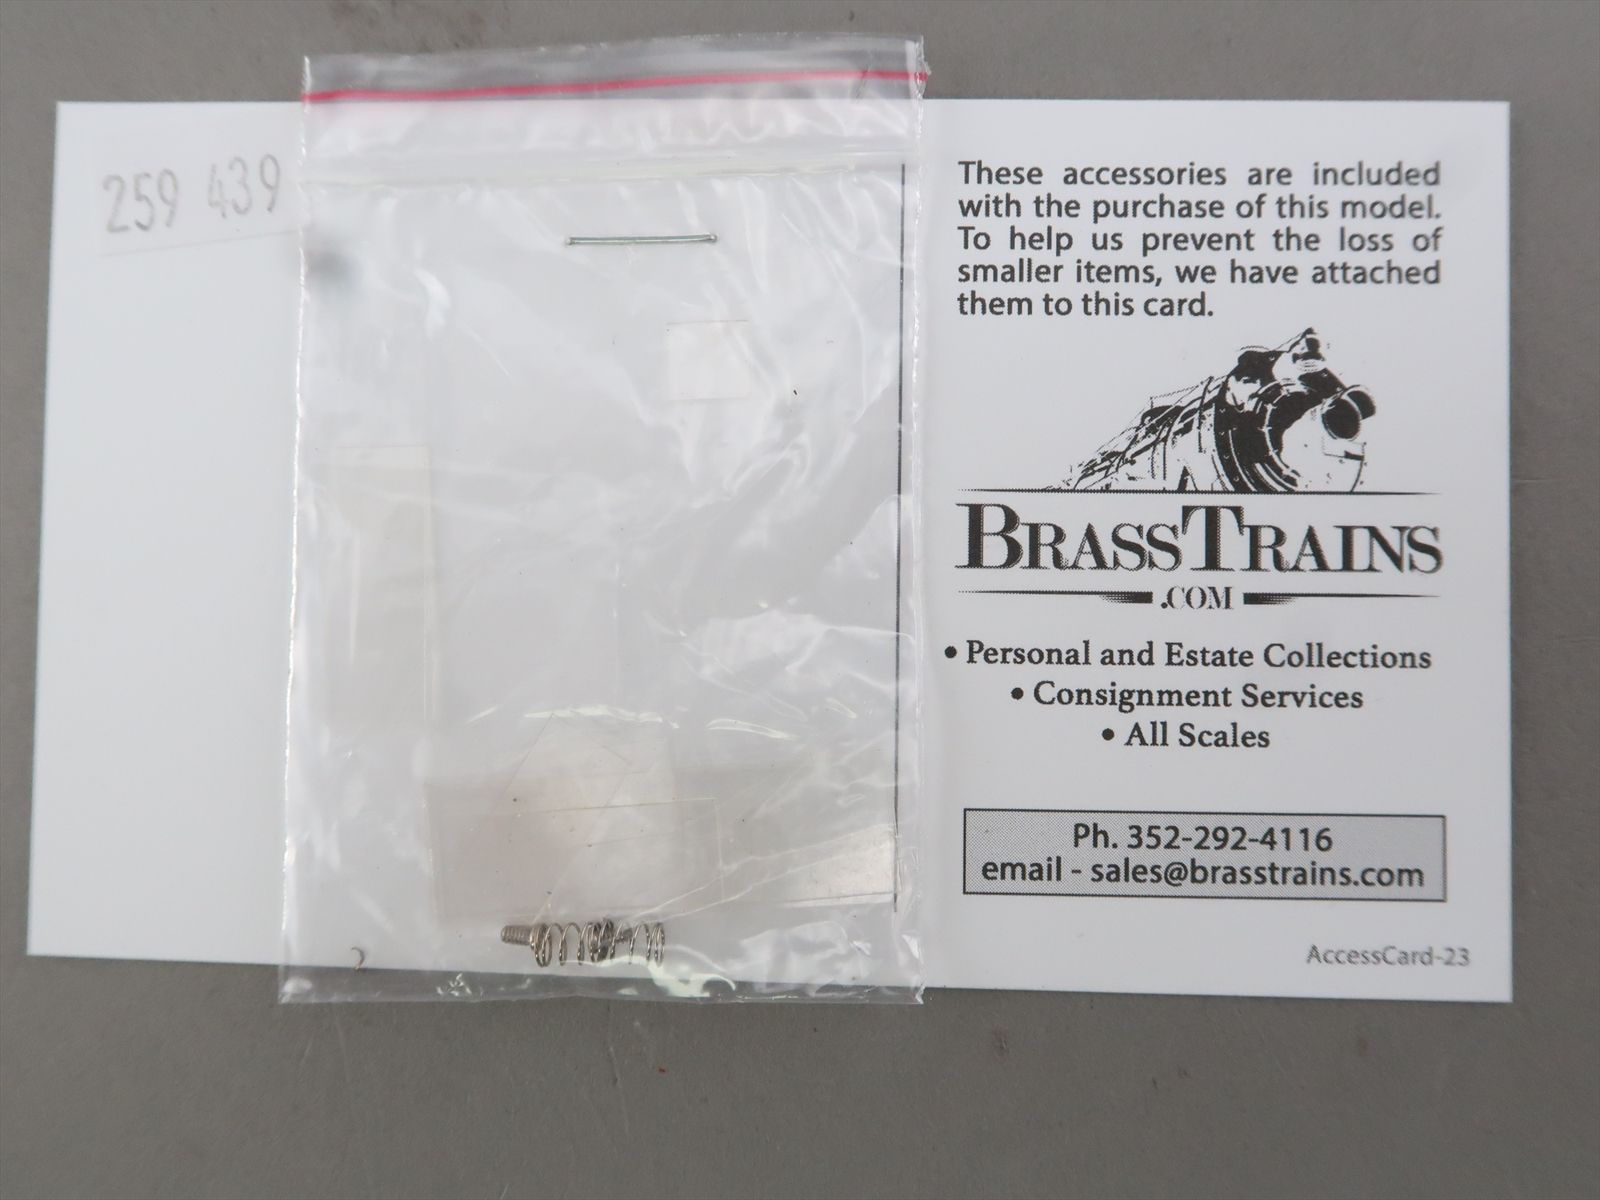 259 439
These accessories are included
with the purchase of this model.
To help us prevent the loss of
smaller items, we have attached
them to this card.
BRASSTRAINS
.COM
• Personal and Estate Collections
• Consignment Services
• All Scales
Ph. 352-292-4116
email - sales@brasstrains.com
AccessCard-23